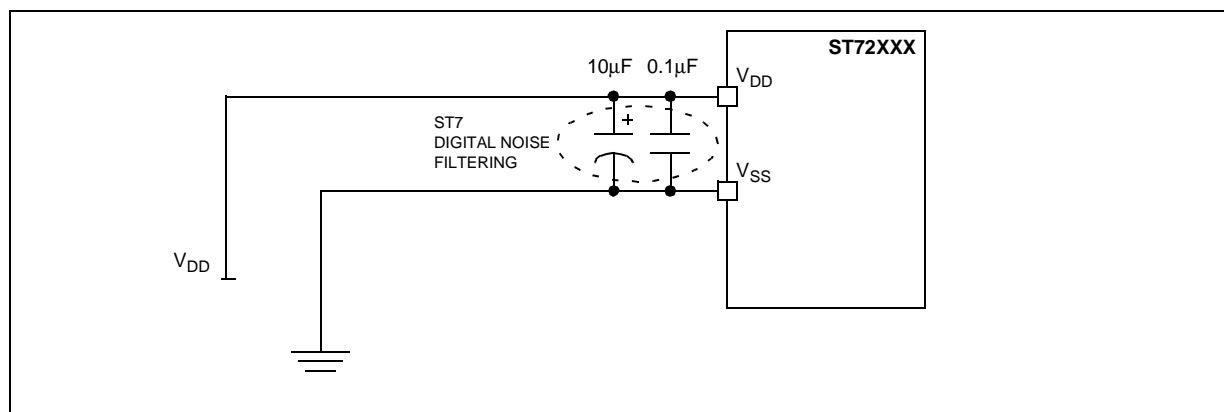 ST72XXX
10μF 0.1μF
VDD
+
ST7
DIGITAL NOISE
FILTERING
VSS
VDD